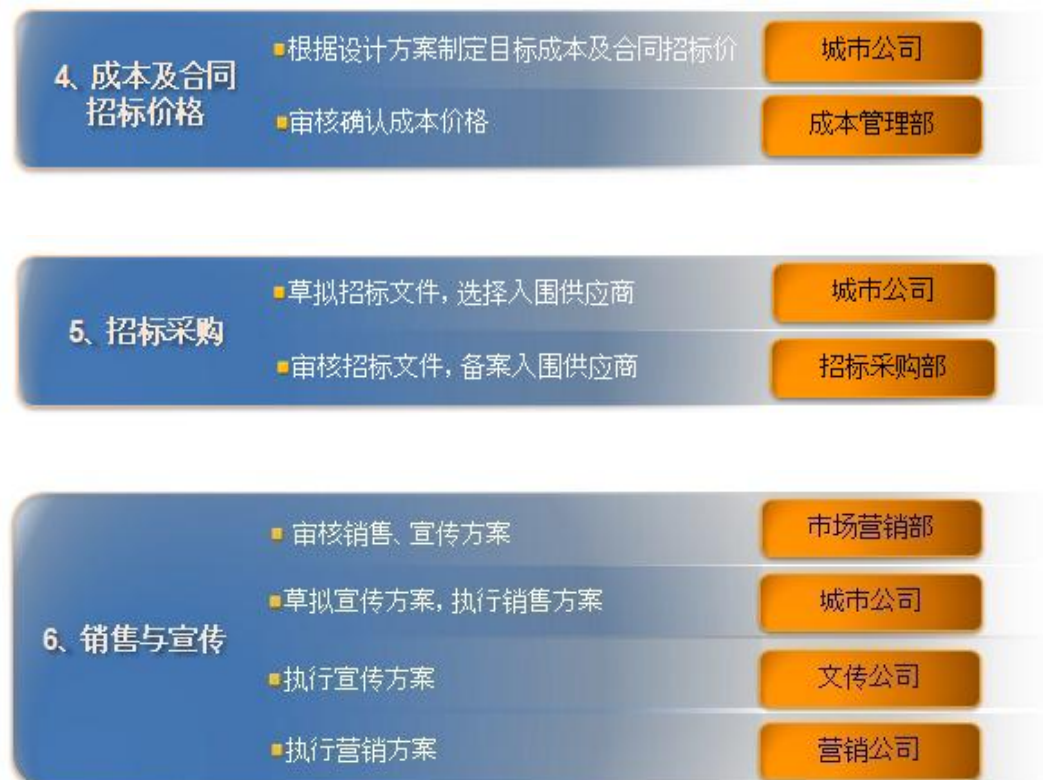 4、成本及合同
招标价格
根据设计方案制定目标成本及合同招标价
城市公司
审核确认成本价格
成本管理部
5、招标采购
草拟招标文件，选择入围供应商
城市公司
审核招标文件，备案入围供应商
招标采购部
6、销售与宣传
审核销售、宣传方案
市场营销部
草拟宣传方案，执行销售方案
城市公司
执行宣传方案
文传公司
执行营销方案
营销公司